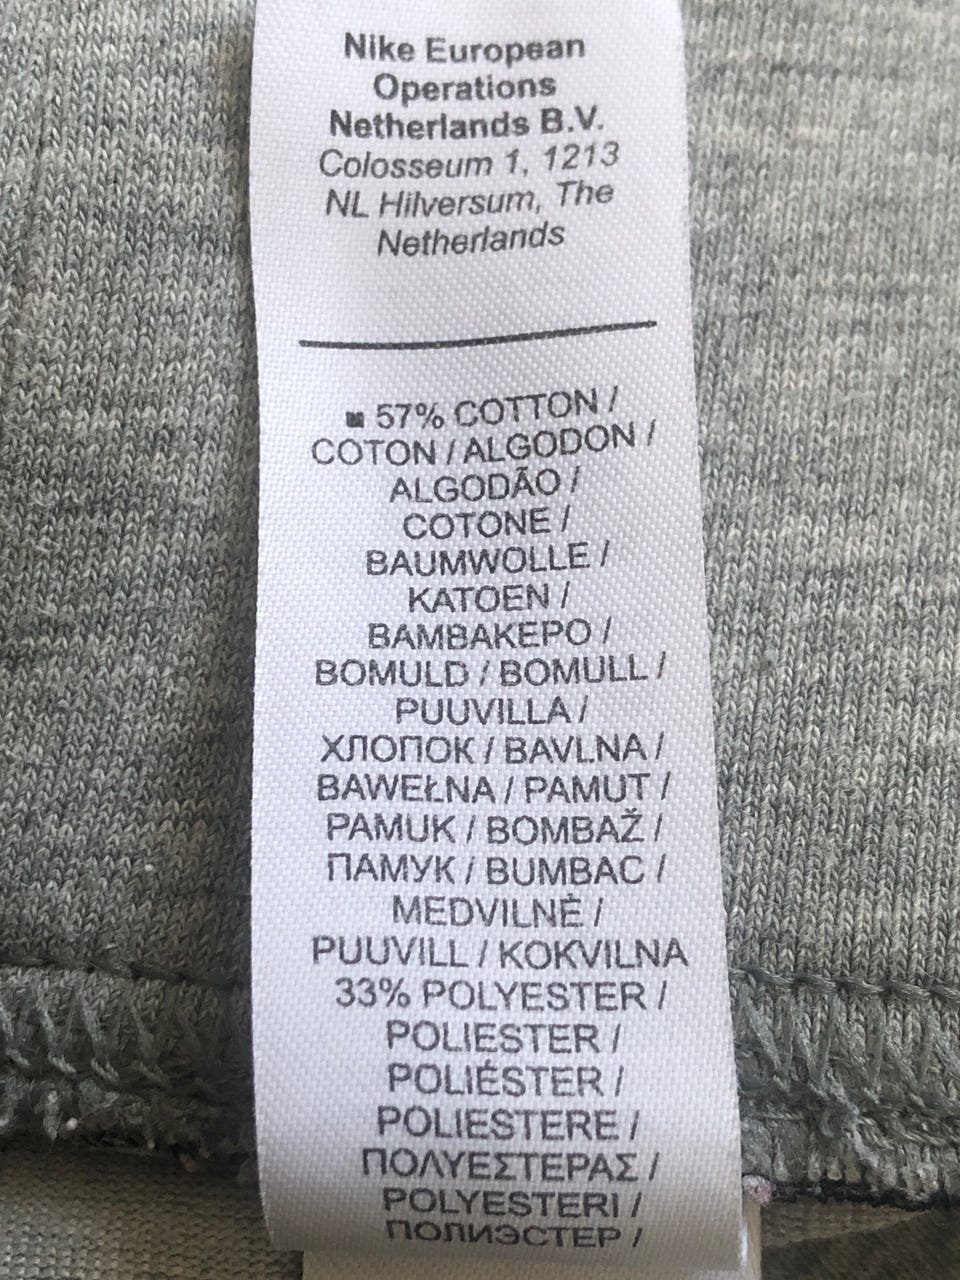 Nike European
Operations
Netherlands B.V.
Colosseum 1, 1213
NL Hilversum, The
Netherlands
■ 57% COTTON /
COTON / ALGODON /
ALGODÃO /
COTONE /
BAUMWOLLE /
KATOEN /
ΒΑΜΒΑΚΕΡΟ /
BOMULD / BOMULL /
PUUVILLA /
ХЛОПОК / BAVLNA /
BAWEŁNA / PAMUT /
PAMUK / BOMBAŽ /
ПАМУК / BUMBAC /
MEDVILNĖ /
PUUVILL / KOKVILNA
33% POLYESTER /
POLIESTER /
POLIÉSTER /
POLIESTERE /
ΠΟΛΥΕΣΤΕΡΑΣ /
POLYESTERI /
ПОЛИЭСТЕР /